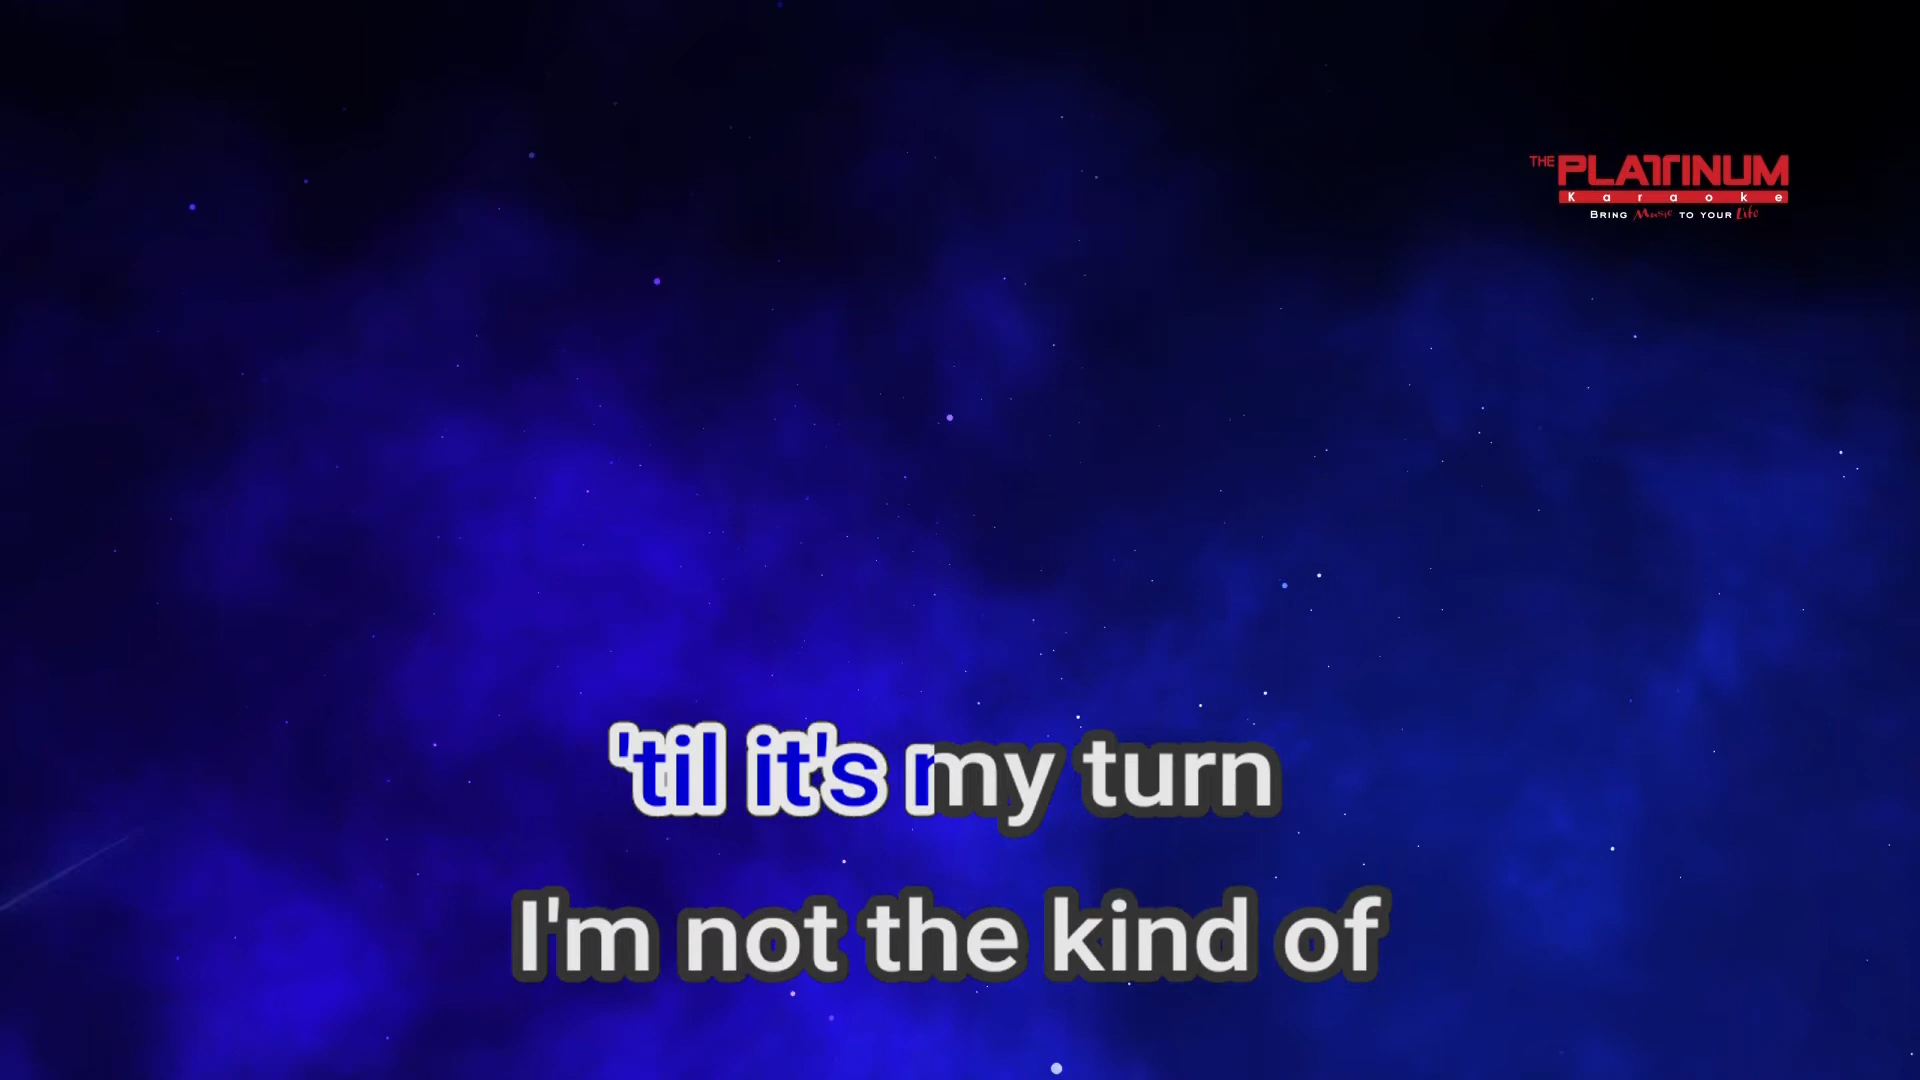 THE PLATINUM
Karaoke
BRING Music TO YOUR Life
'til it's my turn
I'm not the kind of